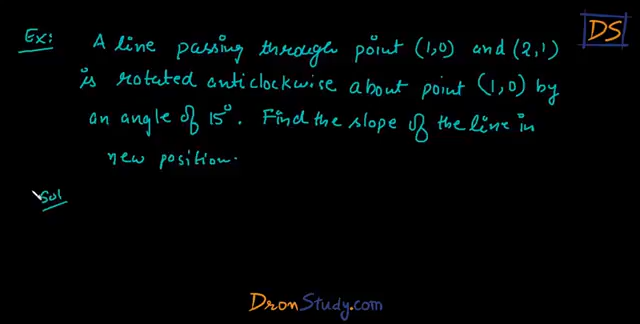 Ex: A line passing through point (1,0) and (2,1)
is rotated anticlockwise about point (1,0) by
an angle of 15°. Find the slope of the line in
new position.
Sol
DS
DronStudy.com